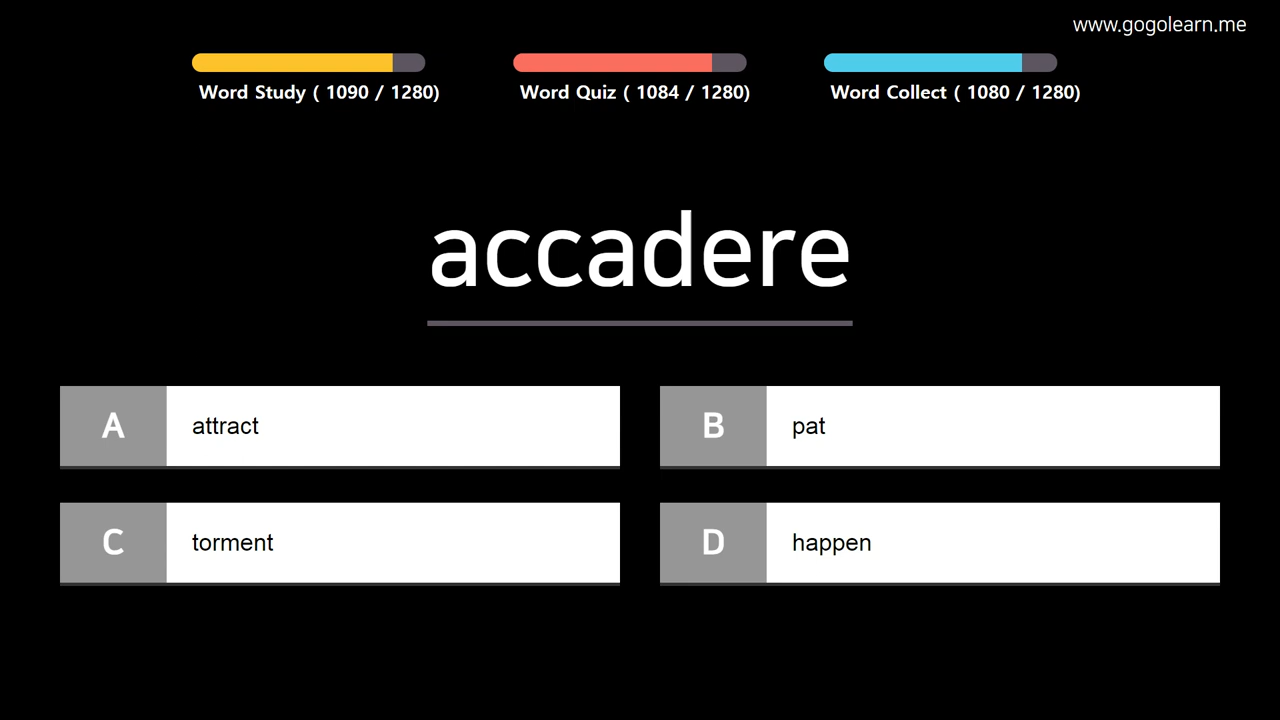 www.gogolearn.me
Word Study ( 1090 / 1280)
Word Quiz ( 1084 / 1280)
Word Collect ( 1080 / 1280)
accadere
A attract
B pat
C torment
D happen